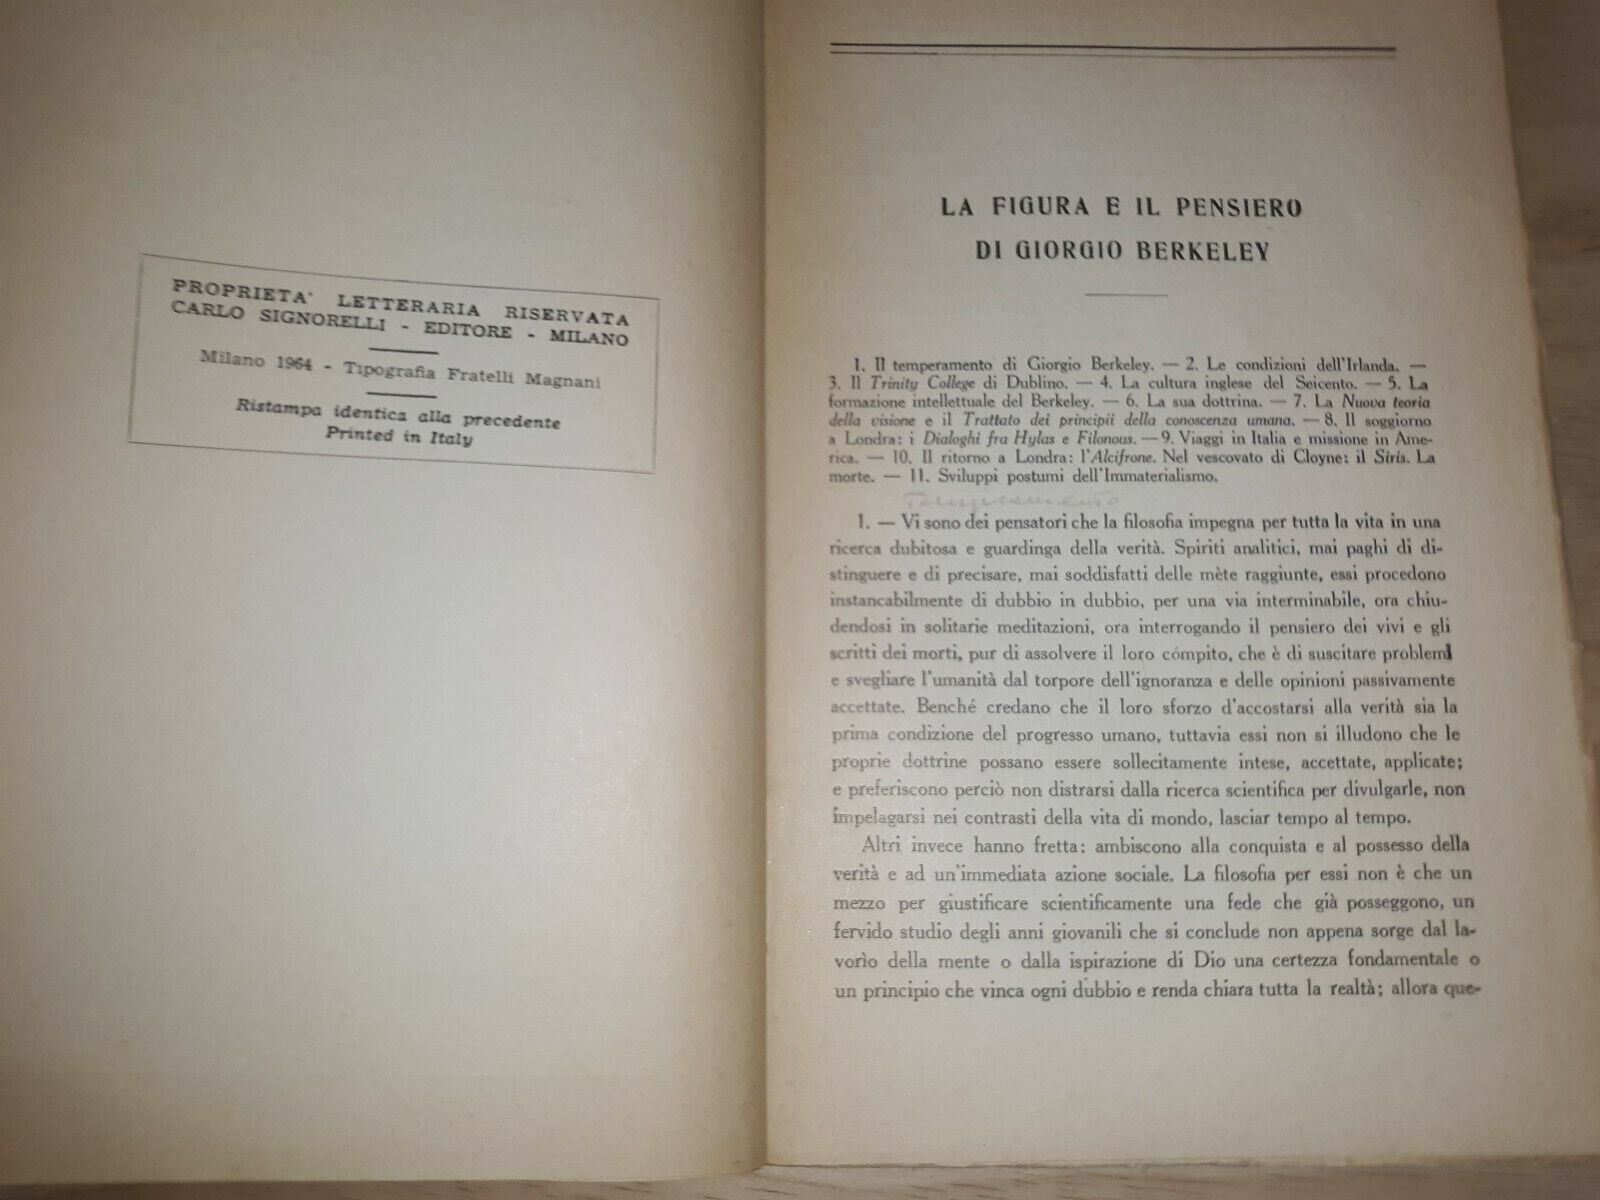 PROPRIETA' LETTERARIA RISERVATA
CARLO SIGNORELLI - EDITORE - MILANO
Milano 1964 - Tipografia Fratelli Magnani
Ristampa identica alla precedente
Printed in Italy
LA FIGURA E IL PENSIERO
DI GIORGIO BERKELEY
1. Il temperamento di Giorgio Berkeley. — 2. Le condizioni dell'Irlanda. —
3. Il Trinity College di Dublino. — 4. La cultura inglese del Seicento. — 5. La
formazione intellettuale del Berkeley. — 6. La sua dottrina. — 7. La Nuova teoria
della visione e il Trattato dei principii della conoscenza umana. — 8. Il soggiorno
a Londra: i Dialoghi fra Hylas e Filonous. — 9. Viaggi in Italia e missione in Ame-
rica. — 10. Il ritorno a Londra: l'Alcifrone. Nel vescovato di Cloyne: il Siris. La
morte. — 11. Sviluppi postumi dell'Immaterialismo.
1. — Vi sono dei pensatori che la filosofia impegna per tutta la vita in una
ricerca dubitosa e guardinga della verità. Spiriti analitici, mai paghi di di-
stinguere e di precisare, mai soddisfatti delle mète raggiunte, essi procedono
instancabilmente di dubbio in dubbio, per una via interminabile, ora chiu-
dendosi in solitarie meditazioni, ora interrogando il pensiero dei vivi e gli
scritti dei morti, pur di assolvere il loro cómpito, che è di suscitare problemi
e svegliare l'umanità dal torpore dell'ignoranza e delle opinioni passivamente
accettate. Benché credano che il loro sforzo d'accostarsi alla verità sia la
prima condizione del progresso umano, tuttavia essi non si illudono che le
proprie dottrine possano essere sollecitamente intese, accettate, applicate;
e preferiscono perciò non distrarsi dalla ricerca scientifica per divulgarle, non
impelagarsi nei contrasti della vita di mondo, lasciar tempo al tempo.
Altri invece hanno fretta: ambiscono alla conquista e al possesso della
verità e ad un'immediata azione sociale. La filosofia per essi non è che un
mezzo per giustificare scientificamente una fede che già posseggono, un
fervido studio degli anni giovanili che si conclude non appena sorge dal la-
vorìo della mente o dalla ispirazione di Dio una certezza fondamentale o
un principio che vinca ogni dubbio e renda chiara tutta la realtà; allora que-